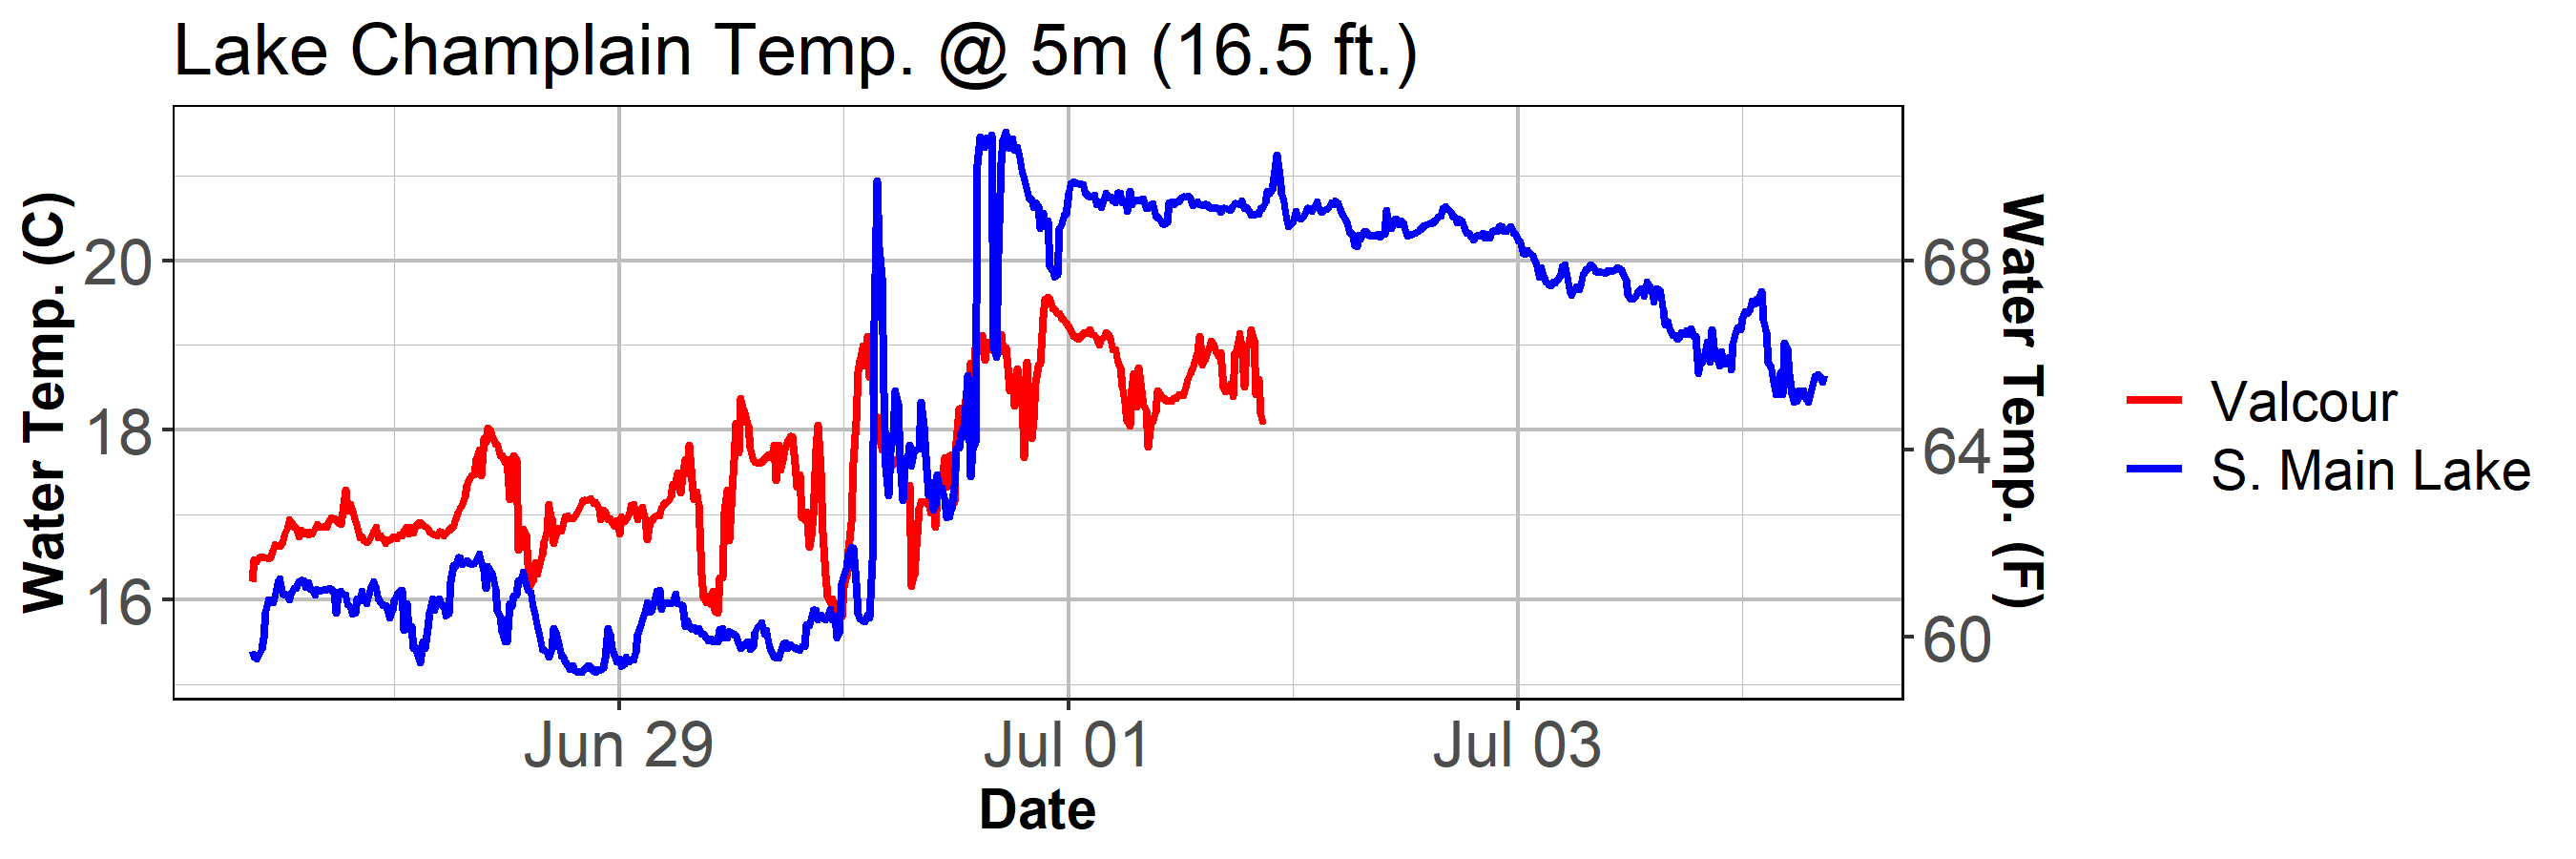 Lake Champlain Temp. @ 5m (16.5 ft.)
Water Temp. (C)
20
18
16
68
64
60
Water Temp. (F)
Jun 29
Jul 01
Jul 03
Date
Valcour
S. Main Lake